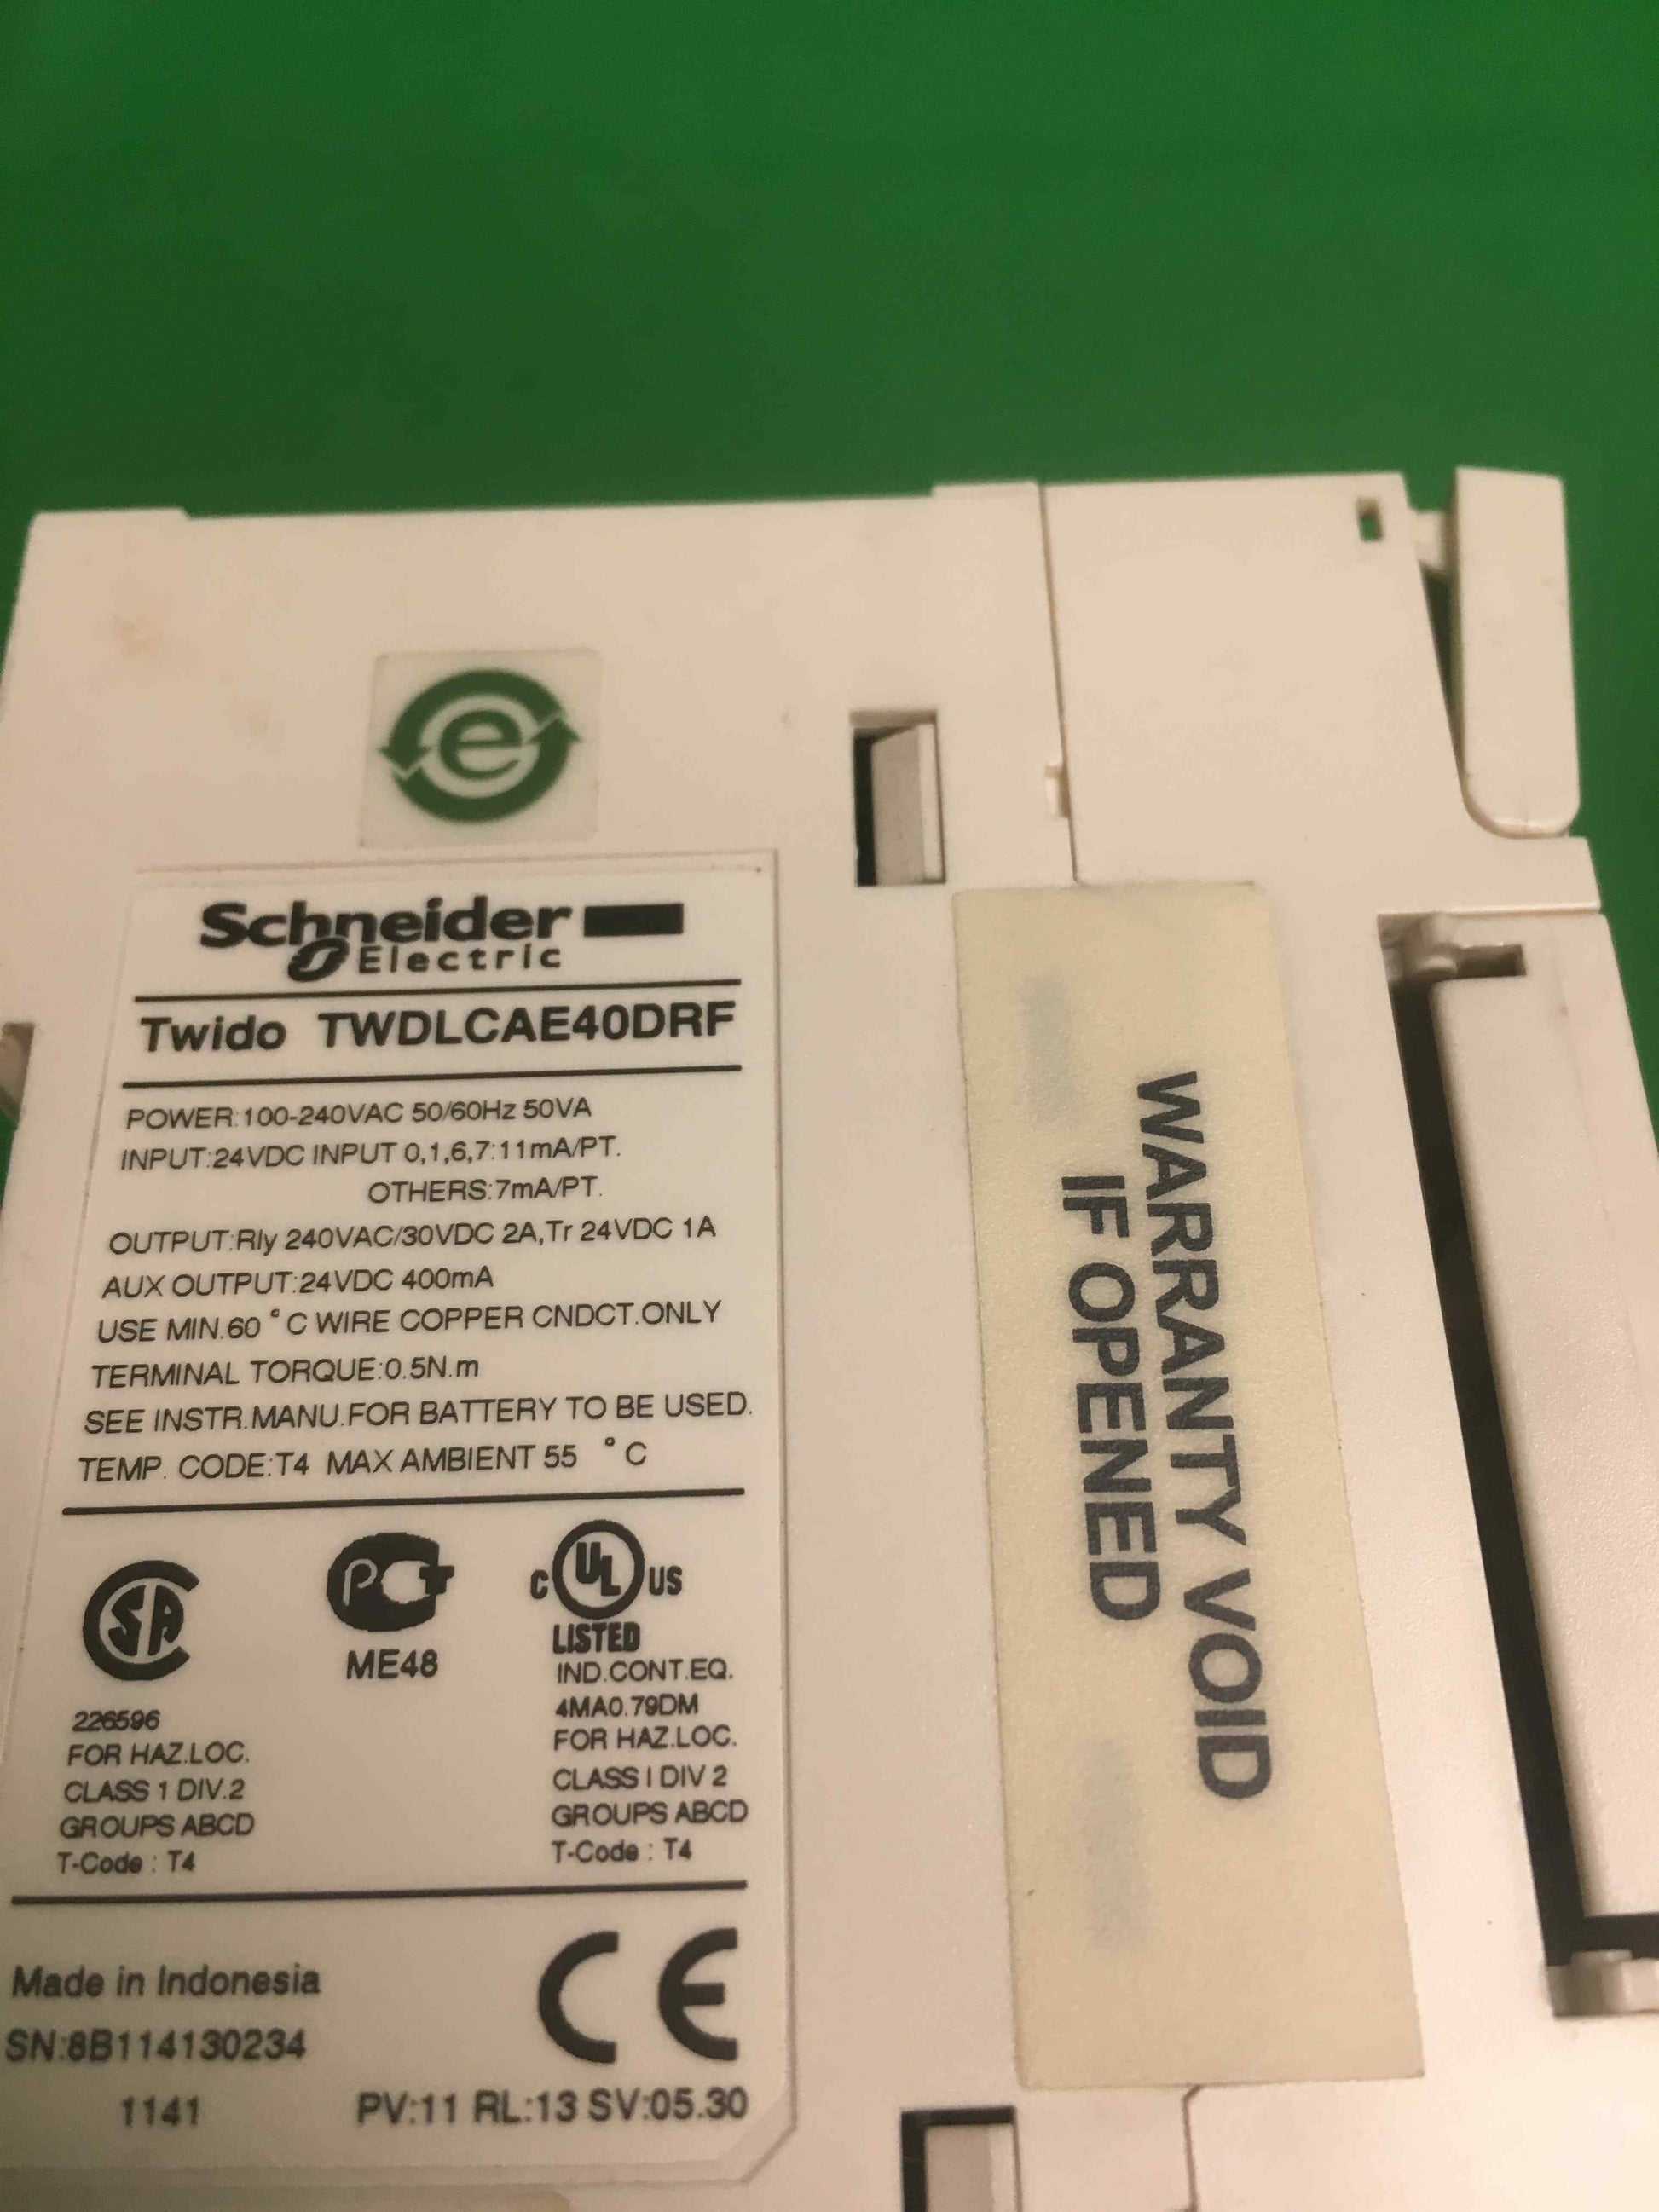 e
Schneider
Electric
Twido TWDLCAE40DRF
POWER:100-240VAC 50/60Hz 50VA
INPUT:24VDC INPUT 0,1,6,7:11mA/PT.
OTHERS:7mA/PT.
OUTPUT:Rly 240VAC/30VDC 2A,Tr 24VDC 1A
AUX OUTPUT:24VDC 400mA
USE MIN.60 °C WIRE COPPER CNDCT.ONLY
TERMINAL TORQUE:0.5N.m
SEE INSTR.MANU.FOR BATTERY TO BE USED.
TEMP. CODE:T4 MAX AMBIENT 55 °C
SA
226596
FOR HAZ.LOC.
CLASS 1 DIV.2
GROUPS ABCD
T-Code : T4
PCT
ME48
C UL US
LISTED
IND.CONT.EQ.
4MA0.79DM
FOR HAZ.LOC.
CLASS I DIV 2
GROUPS ABCD
T-Code : T4
Made in Indonesia
SN:8B114130234
1141
CE
PV:11 RL:13 SV:05.30
WARRANTY VOID
IF OPENED